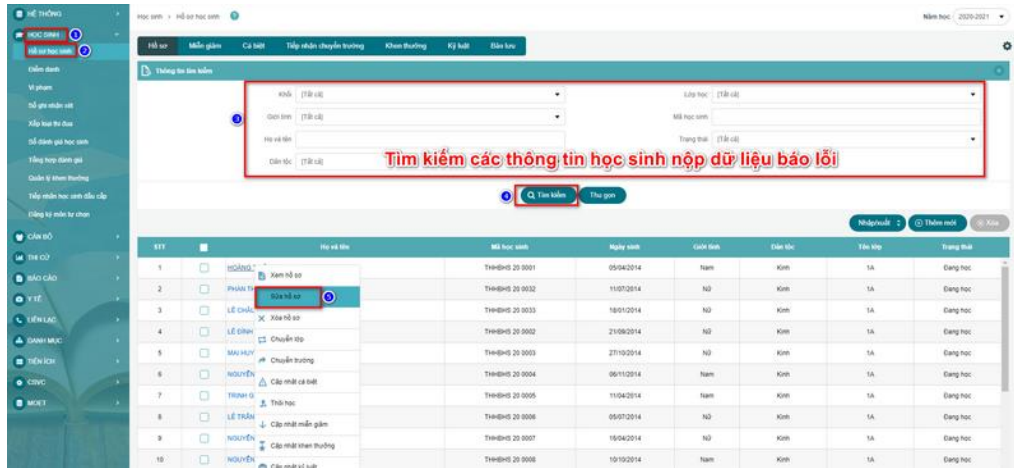 HỆ THỐNG
Học sinh > Hồ sơ học sinh
Năm học 2020-2021
HỌC SINH 1
Hồ sơ học sinh 2
Hồ sơ Miễn giảm Cá biệt Tiếp nhận chuyển trường Khen thưởng Kỷ luật Bảo lưu
Điểm danh
Thông tin tìm kiếm
Vi phạm
Khối [Tất cả] Lớp học [Tất cả]
Sổ ghi nhận xét
3 Giới tính [Tất cả] Mã học sinh
Xếp loại thi đua
Sổ đánh giá học sinh
Họ và tên Trạng thái [Tất cả]
Tổng hợp đánh giá
Dân tộc [Tất cả]
Tìm kiếm các thông tin học sinh nộp dữ liệu báo lỗi
Quản lý khen thưởng
Tiếp nhận học sinh đầu cấp
4 Tìm kiếm Thu gọn
Đăng ký môn tự chọn
Nhập/xuất Thêm mới Xóa
CÁN BỘ
THI CỬ
BÁO CÁO
Y TẾ
LIÊN LẠC
DANH MỤC
TIỆN ÍCH
CSVC
MOET
STT Họ và tên Mã học sinh Ngày sinh Giới tính Dân tộc Tên lớp Trạng thái
1 HOÀNG THHBHS 20 0001 05/04/2014 Nam Kinh 1A Đang học
2 PHAN TH THHBHS 20 0032 11/07/2014 Nữ Kinh 1A Đang học
3 LÊ CHÂU THHBHS 20 0033 18/01/2014 Nữ Kinh 1A Đang học
4 LÊ ĐÌNH THHBHS 20 0002 21/09/2014 Nữ Kinh 1A Đang học
5 MAI HUY THHBHS 20 0003 27/10/2014 Nữ Kinh 1A Đang học
6 NGUYỄN THHBHS 20 0004 06/11/2014 Nam Kinh 1A Đang học
7 TRỊNH G THHBHS 20 0005 11/04/2014 Nam Kinh 1A Đang học
8 LÊ TRẦN THHBHS 20 0006 05/07/2014 Nữ Kinh 1A Đang học
9 NGUYỄN THHBHS 20 0007 15/04/2014 Nữ Kinh 1A Đang học
10 NGUYỄN THHBHS 20 0008 10/10/2014 Nam Kinh 1A Đang học
Xem hồ sơ
Sửa hồ sơ 5
Xóa hồ sơ
Chuyển lớp
Chuyển trường
Cập nhật cá biệt
Thôi học
Cập nhật miễn giảm
Cập nhật khen thưởng
Cập nhật kỷ luật